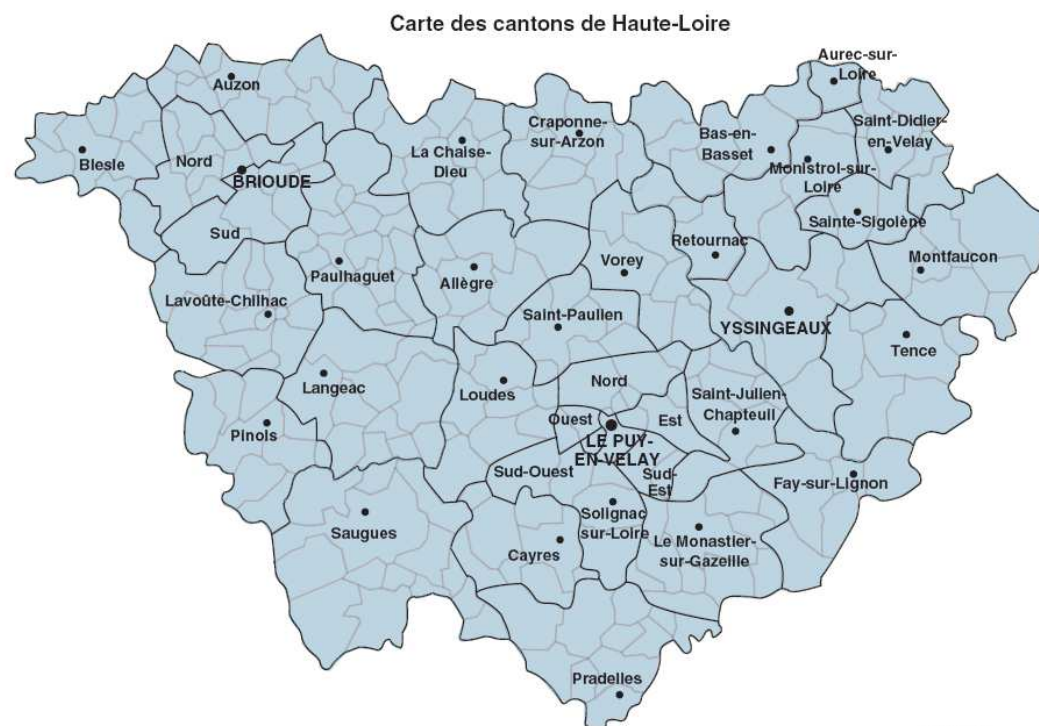 Carte des cantons de Haute-Loire
Aurec-sur-
Loire
Auzon
Craponne-
sur-Arzon
Bas-en-
Basset
Saint-Didier-
en-Velay
La Chaise-
Dieu
Blesle
Nord
BRIOUDE
Monistrol-sur-
Loire
Sainte-Sigolène
Sud
Retournac
Montfaucon
Paulhaguet
Allègre
Vorey
Lavoûte-Chilhac
Saint-Paulien
YSSINGEAUX
Tence
Langeac
Loudes
Nord
Saint-Julien-
Chapteuil
Ouest
Est
Pinols
LE PUY-
EN-VELAY
Sud-Ouest
Sud-
Est
Fay-sur-Lignon
Saugues
Solignac
sur-Loire
Cayres
Le Monastier-
sur-Gazeille
Pradelles